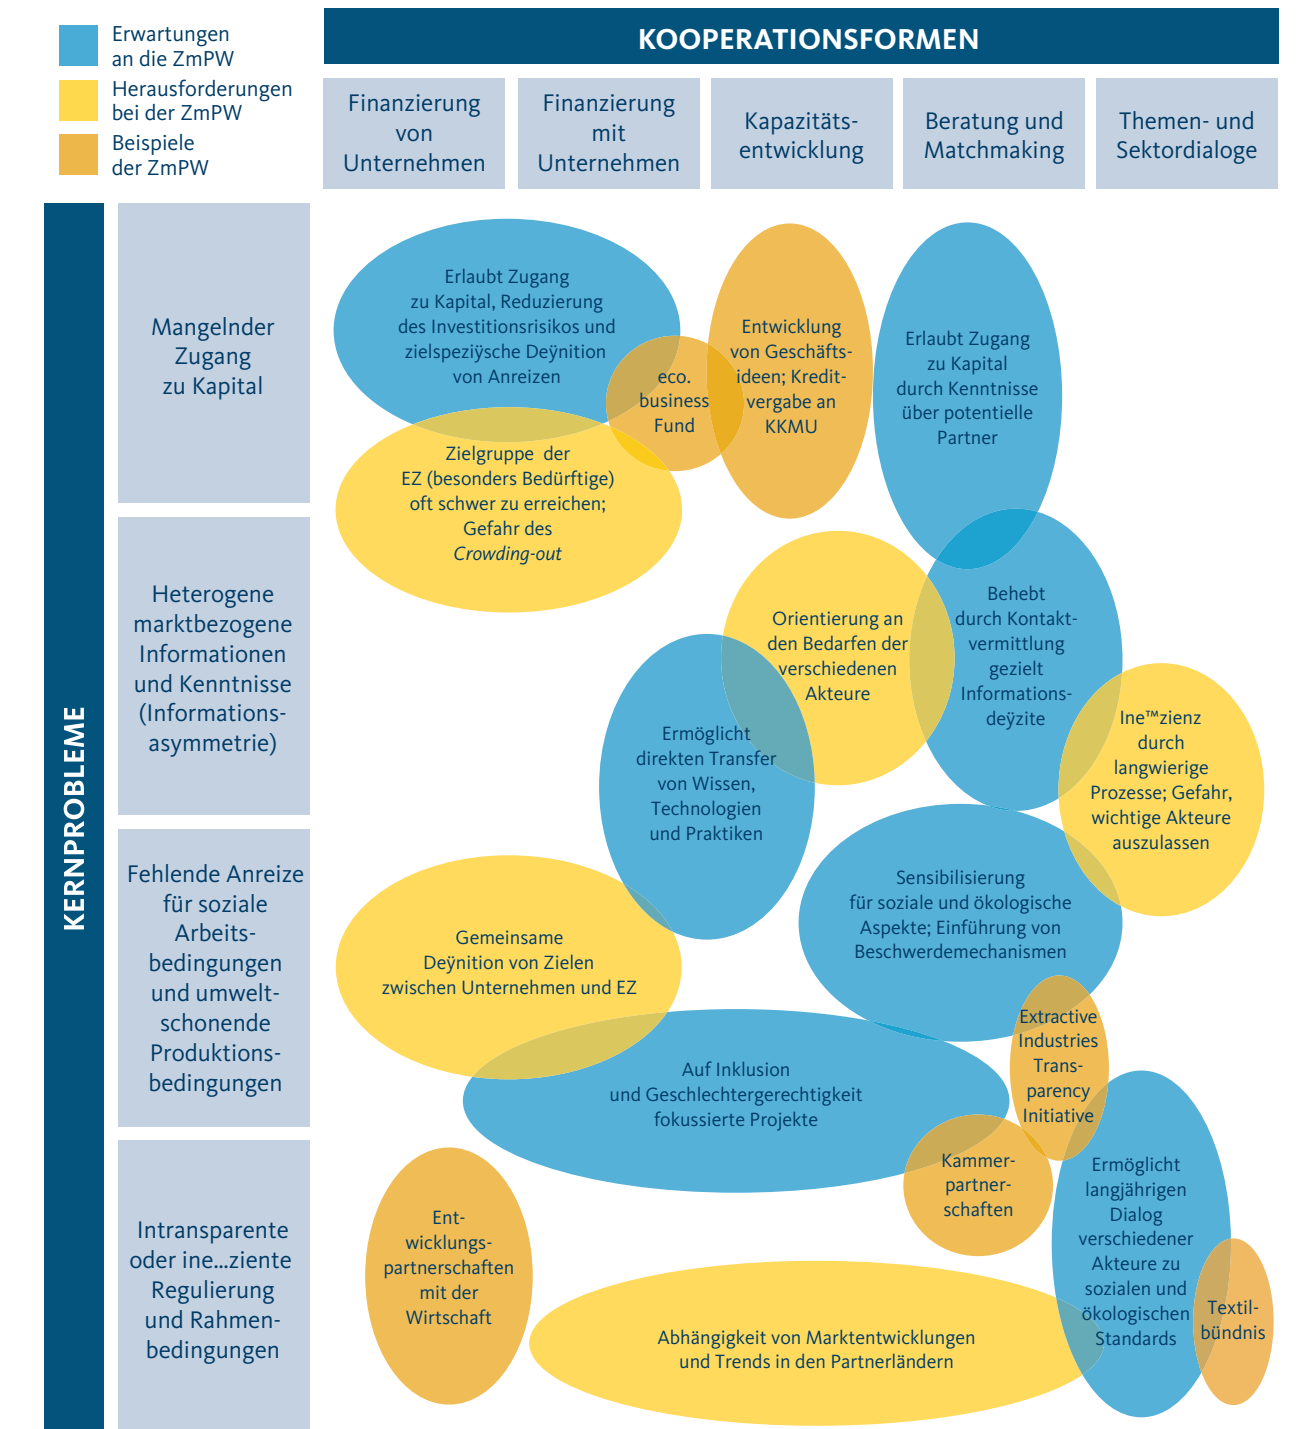 Erwartungen
an die ZmPW
Herausforderungen
bei der ZmPW
Beispiele
der ZmPW
KOOPERATIONSFORMEN
Finanzierung
von
Unternehmen
Finanzierung
mit
Unternehmen
Kapazitäts-
entwicklung
Beratung und
Matchmaking
Themen- und
Sektordialoge
KERNPROBLEME
Mangelnder
Zugang
zu Kapital
Heterogene
marktbezogene
Informationen
und Kenntnisse
(Informations-
asymmetrie)
Fehlende Anreize
für soziale
Arbeits-
bedingungen
und umwelt-
schonende
Produktions-
bedingungen
Intransparente
oder ine...ziente
Regulierung
und Rahmen-
bedingungen
Erlaubt Zugang
zu Kapital, Reduzierung
des Investitionsrisikos und
zielspeziÿsche Deÿnition
von Anreizen
eco.
business
Fund
Entwicklung
von Geschäfts-
ideen; Kredit-
vergabe an
KKMU
Erlaubt Zugang
zu Kapital
durch Kenntnisse
über potentielle
Partner
Zielgruppe der
EZ (besonders Bedürftige)
oft schwer zu erreichen;
Gefahr des
Crowding-out
Orientierung an
den Bedarfen der
verschiedenen
Akteure
Behebt
durch Kontakt-
vermittlung
gezielt
Informations-
deÿzite
Ermöglicht
direkten Transfer
von Wissen,
Technologien
und Praktiken
Ine™zienz
durch
langwierige
Prozesse; Gefahr,
wichtige Akteure
auszulassen
Sensibilisierung
für soziale und ökologische
Aspekte; Einführung von
Beschwerdemechanismen
Gemeinsame
Deÿnition von Zielen
zwischen Unternehmen und EZ
Extractive
Industries
Trans-
parency
Initiative
Auf Inklusion
und Geschlechtergerechtigkeit
fokussierte Projekte
Kammer-
partner-
schaften
Ermöglicht
langjährigen
Dialog
verschiedener
Akteure zu
sozialen und
ökologischen
Standards
Ent-
wicklungs-
partnerschaften
mit der
Wirtschaft
Textil-
bündnis
Abhängigkeit von Marktentwicklungen
und Trends in den Partnerländern